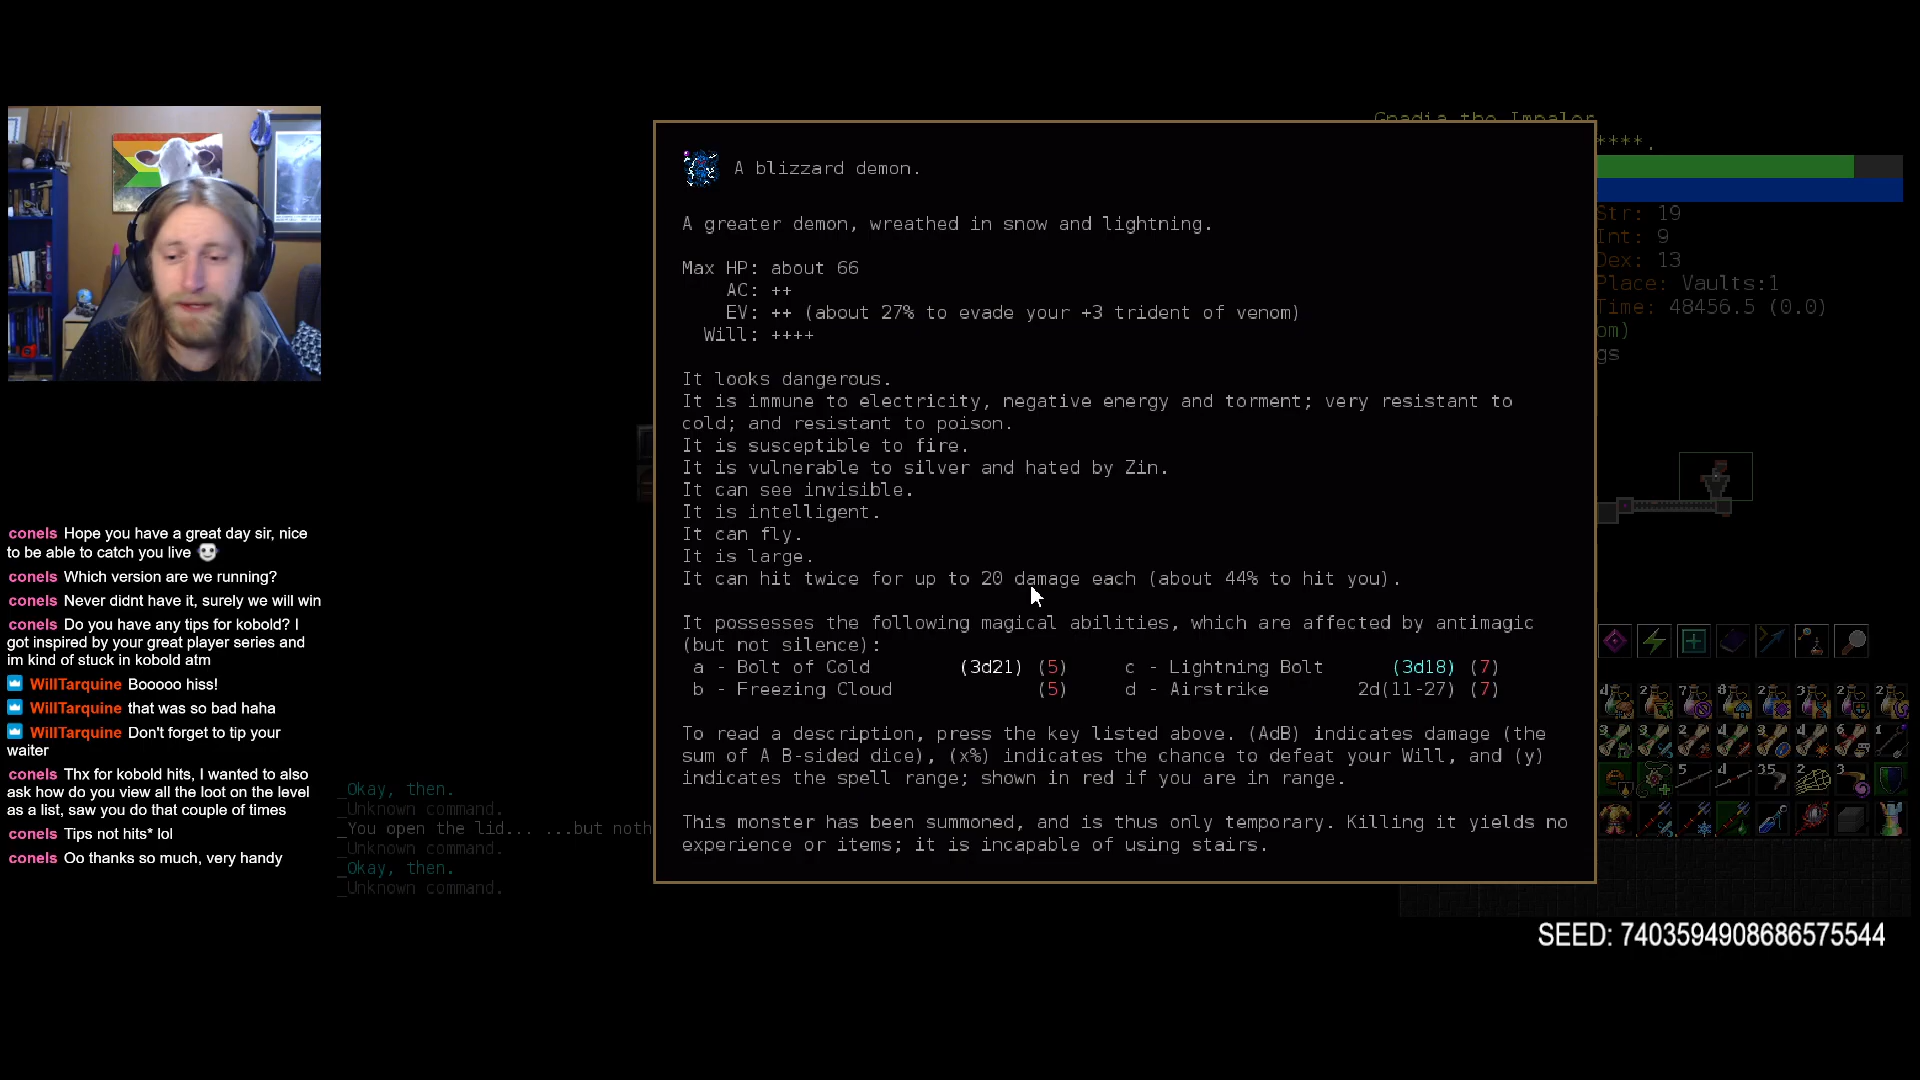 Gnadia the Impaler
****.
A blizzard demon.
A greater demon, wreathed in snow and lightning.
Max HP: about 66
AC: ++
EV: ++ (about 27% to evade your +3 trident of venom)
Will: ++++
It looks dangerous.
It is immune to electricity, negative energy and torment; very resistant to
cold; and resistant to poison.
It is susceptible to fire.
It is vulnerable to silver and hated by Zin.
It can see invisible.
It is intelligent.
It can fly.
It is large.
It can hit twice for up to 20 damage each (about 44% to hit you).
It possesses the following magical abilities, which are affected by antimagic
(but not silence):
a - Bolt of Cold (3d21) (5) c - Lightning Bolt (3d18) (7)
b - Freezing Cloud (5) d - Airstrike 2d(11-27) (7)
To read a description, press the key listed above. (AdB) indicates damage (the
sum of A B-sided dice), (x%) indicates the chance to defeat your Will, and (y)
indicates the spell range; shown in red if you are in range.
This monster has been summoned, and is thus only temporary. Killing it yields no
experience or items; it is incapable of using stairs.
Str: 19
Int: 9
Dex: 13
Place: Vaults:1
Time: 48456.5 (0.0)
om)
gs
conels Hope you have a great day sir, nice
to be able to catch you live
conels Which version are we running?
conels Never didnt have it, surely we will win
conels Do you have any tips for kobold? I
got inspired by your great player series and
im kind of stuck in kobold atm
WillTarquine Booooo hiss!
WillTarquine that was so bad haha
WillTarquine Don't forget to tip your
waiter
conels Thx for kobold hits, I wanted to also
ask how do you view all the loot on the level
as a list, saw you do that couple of times
conels Tips not hits* lol
conels Oo thanks so much, very handy
_Okay, then.
_Unknown command.
_You open the lid... ...but noth
_Unknown command.
_Okay, then.
_Unknown command.
SEED: 7403594908686575544